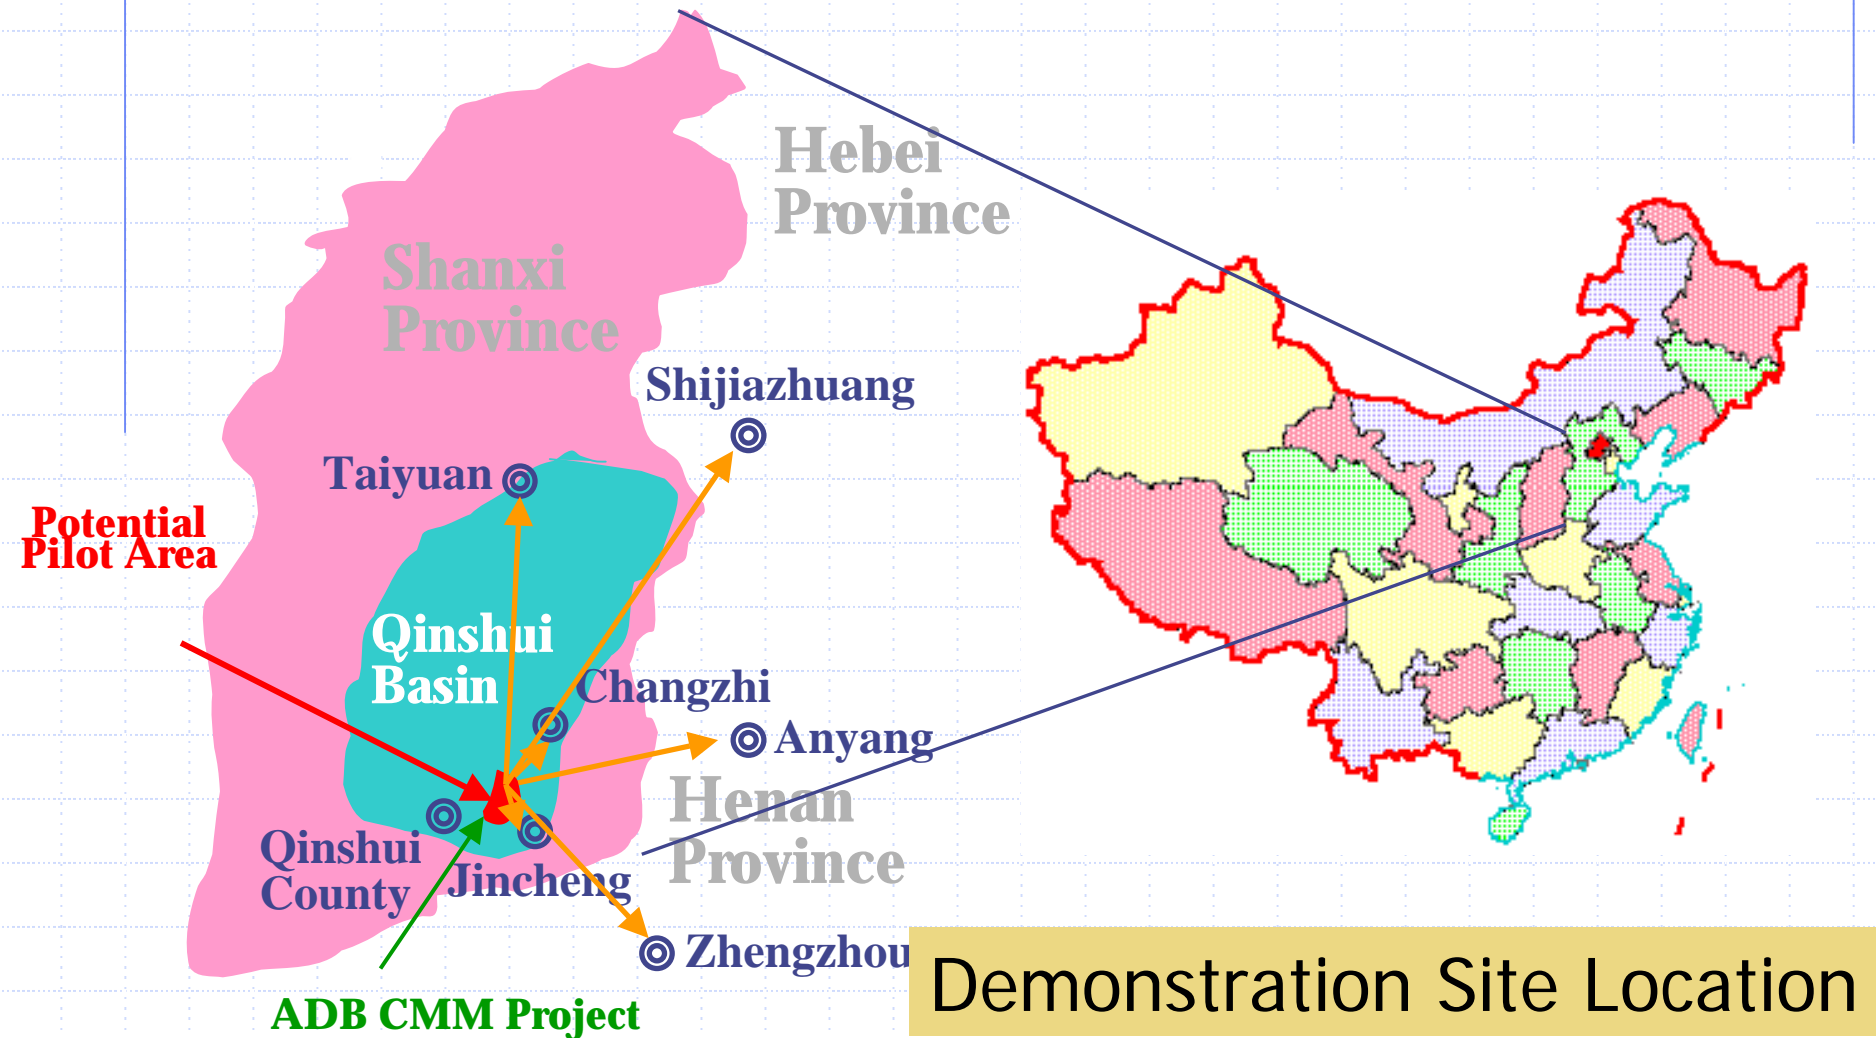 Hebei
Province
Shanxi
Province
Shijiazhuang
Taiyuan
Potential
Pilot Area
Qinshui
Basin
Changzhi
Anyang
Henan
Province
Qinshui
County
Jincheng
Zhengzhou
Demonstration Site Location
ADB CMM Project